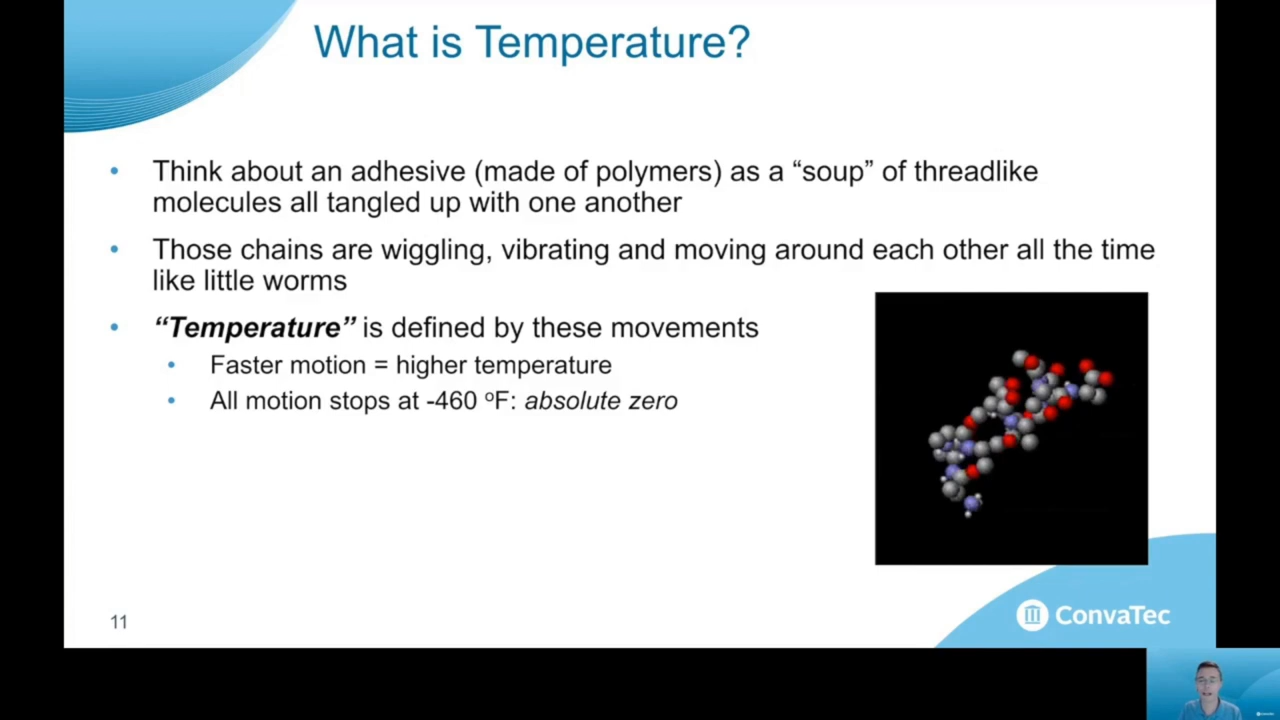 What is Temperature?
• Think about an adhesive (made of polymers) as a “soup” of threadlike
molecules all tangled up with one another
• Those chains are wiggling, vibrating and moving around each other all the time
like little worms
• “Temperature” is defined by these movements
• Faster motion = higher temperature
• All motion stops at -460 ºF: absolute zero
11
ConvaTec